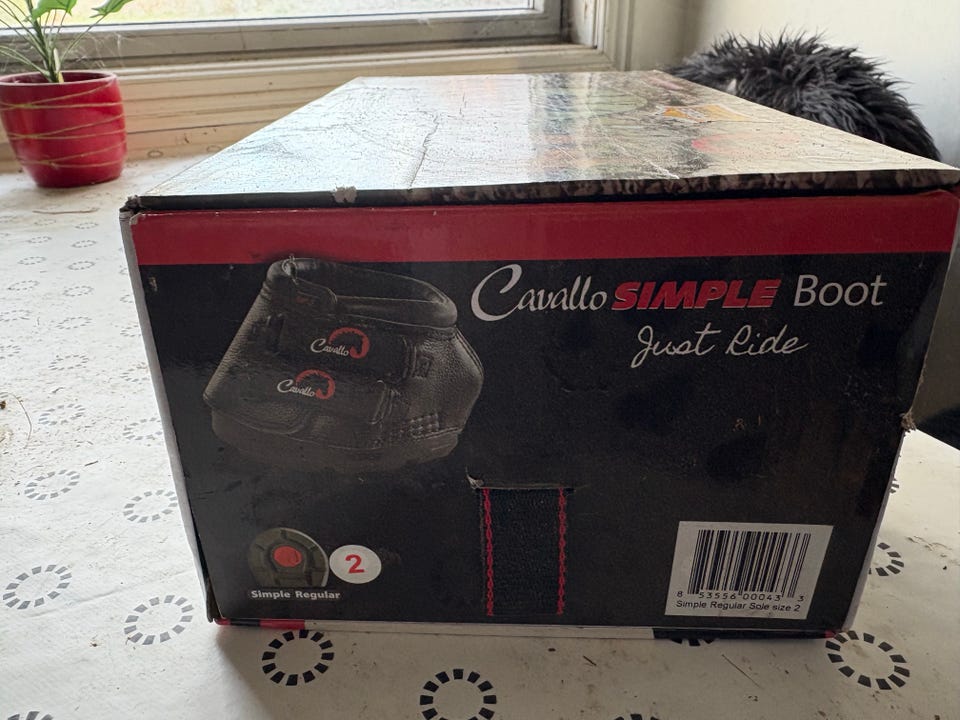 Cavallo SIMPLE Boot
Just Ride
Cavallo
Cavallo
2
Simple Regular
8 53556 00043 3
Simple Regular Sole size 2